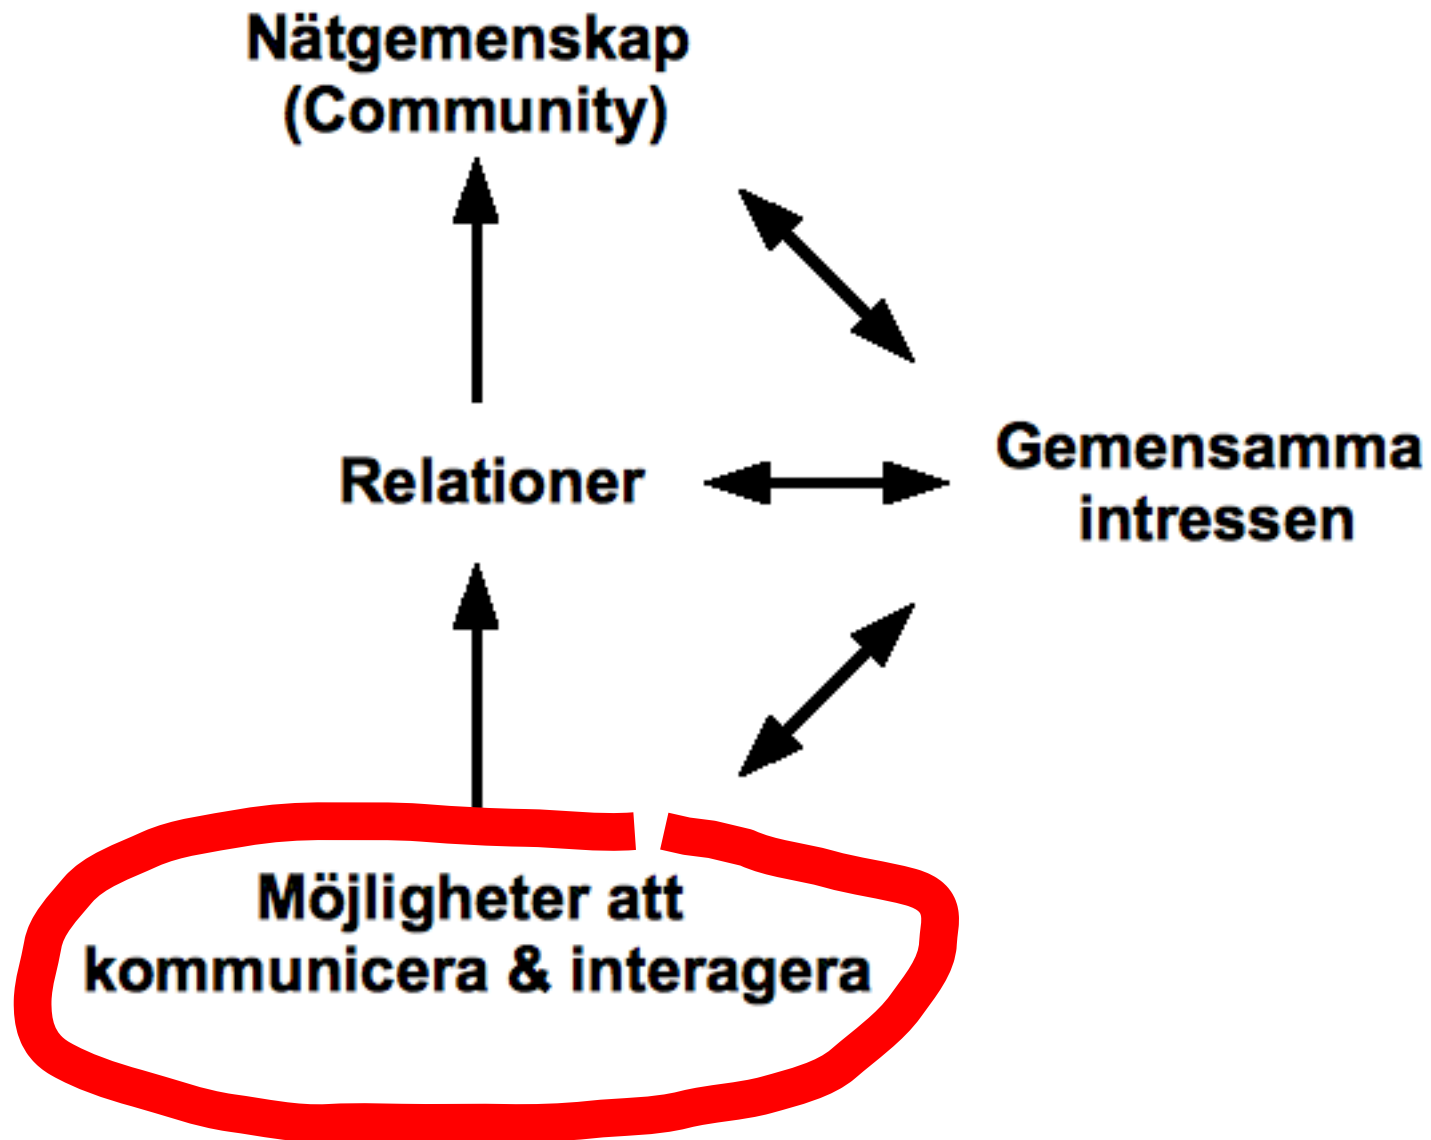 Nätgemenskap
(Community)
Relationer
Gemensamma
intressen
Möjligheter att
kommunicera & interagera